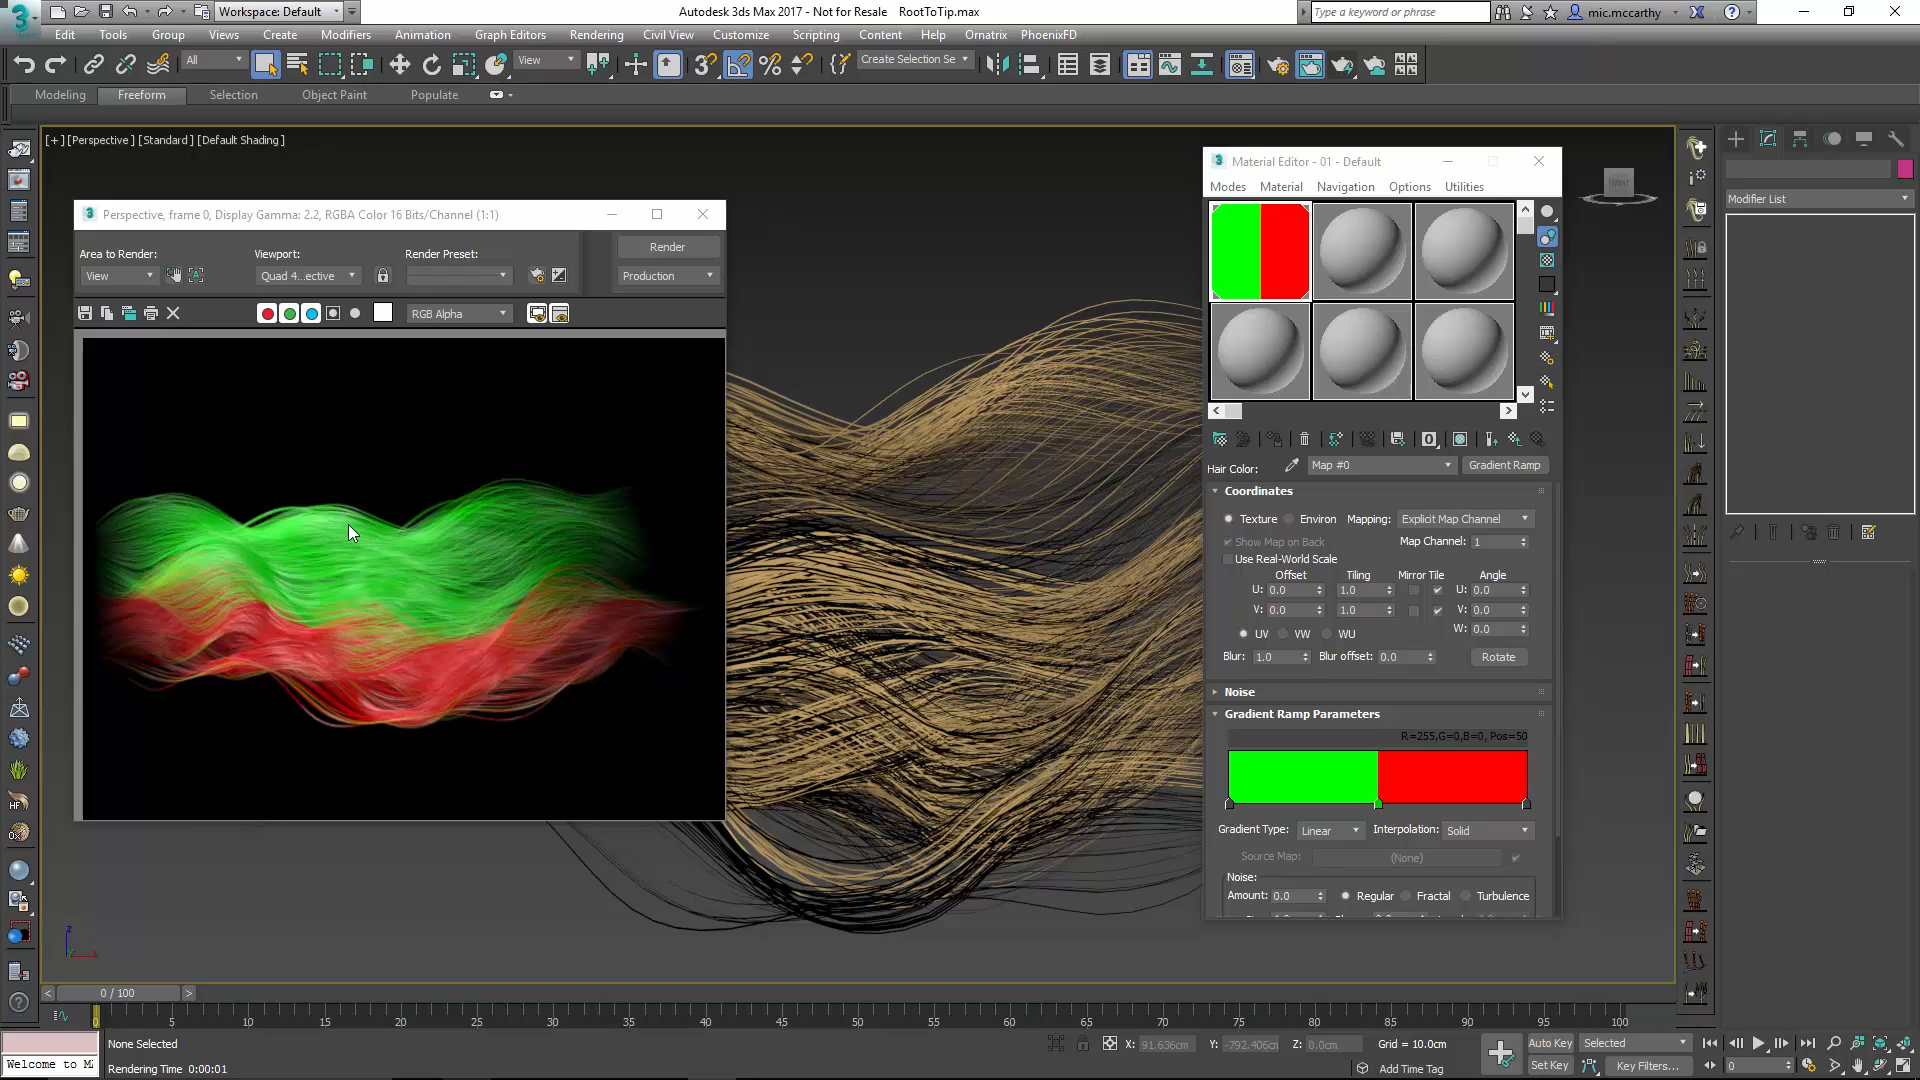 Workspace: Default
Autodesk 3ds Max 2017 - Not for Resale RootToTip.max
Type a keyword or phrase
mic.mccarthy
Edit Tools Group Views Create Modifiers Animation Graph Editors Rendering Civil View Customize Scripting Content Help Ornatrix PhoenixFD
All
View
Create Selection Se
Modeling Freeform Selection Object Paint Populate
[+] [Perspective] [Standard] [Default Shading]
Perspective, frame 0, Display Gamma: 2.2, RGBA Color 16 Bits/Channel (1:1)
Area to Render:
Viewport:
Render Preset:
Render
View
Quad 4...ective
Production
RGB Alpha
Material Editor - 01 - Default
Modes Material Navigation Options Utilities
Hair Color:
Map #0
Gradient Ramp
Coordinates
Texture Environ Mapping: Explicit Map Channel
Show Map on Back Map Channel: 1
Use Real-World Scale
Offset Tiling Mirror Tile Angle
U: 0.0 1.0 U: 0.0
V: 0.0 1.0 V: 0.0
W: 0.0
UV VW WU
Blur: 1.0 Blur offset: 0.0 Rotate
Noise
Gradient Ramp Parameters
R=255,G=0,B=0, Pos=50
Gradient Type: Linear Interpolation: Solid
Source Map: (None)
Noise:
Amount: 0.0 Regular Fractal Turbulence
Modifier List
FRONT
z
HF
0 / 100
0 5 10 15 20 25 30 35 40 45 50 55 60 65 70 75 80 85 90 95 100
None Selected
X: 91.636cm Y: -792.406cm Z: 0.0cm Grid = 10.0cm
Auto Key Selected
Welcome to M
Rendering Time 0:00:01
Add Time Tag
Set Key Key Filters...
0